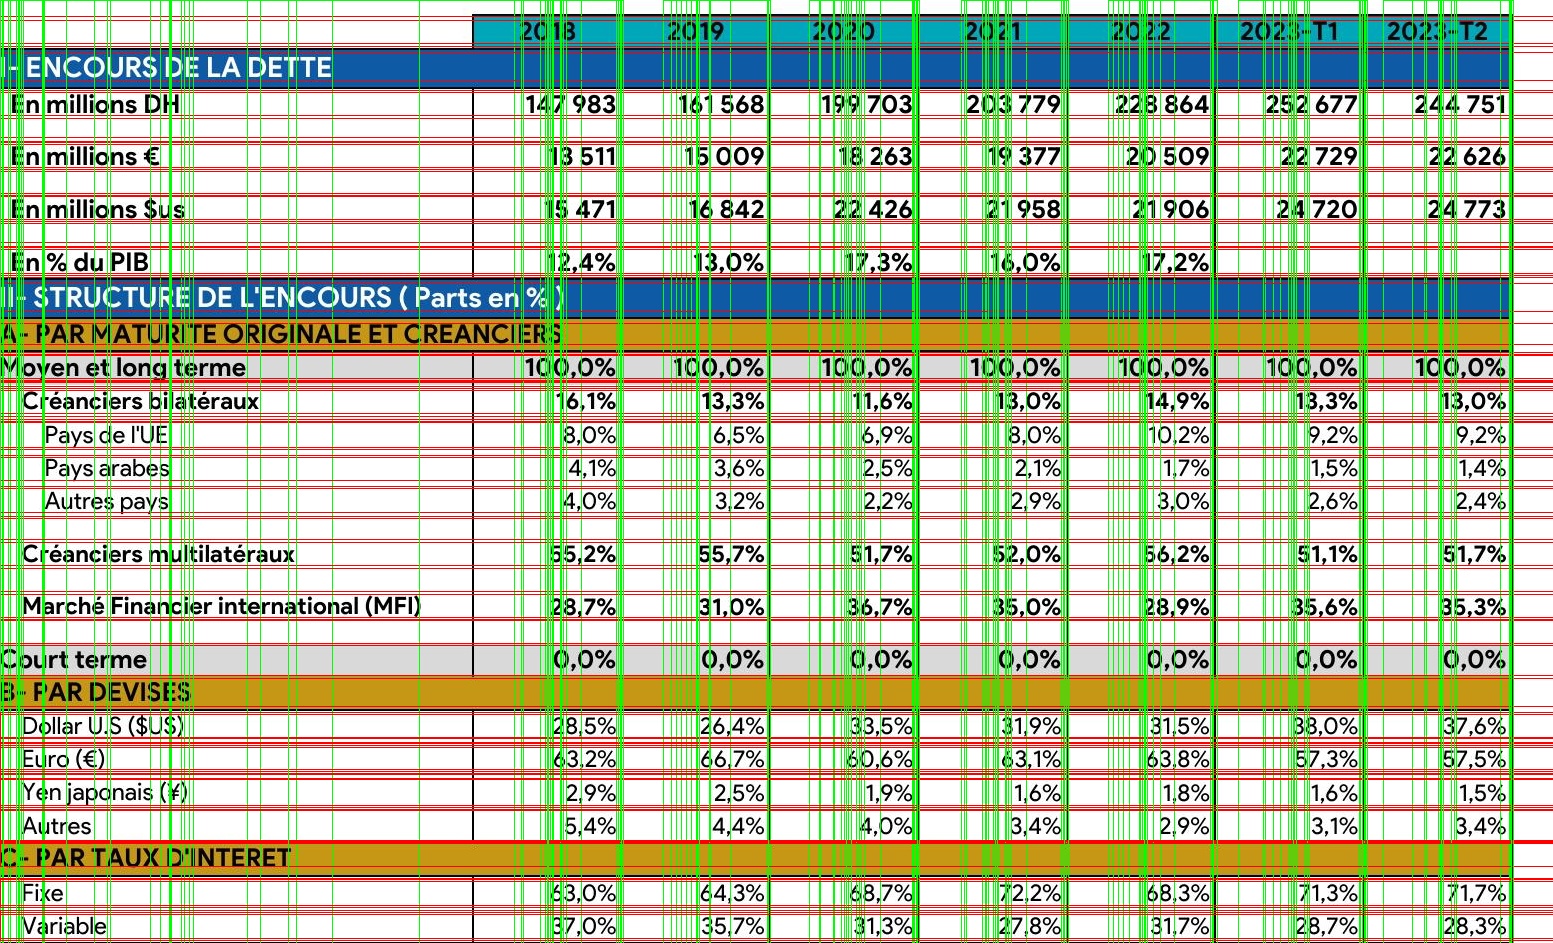 2018 2019 2020 2021 2022 2023-T1 2023-T2
I- ENCOURS DE LA DETTE
En millions DH 147 983 161 568 199 703 203 779 228 864 252 677 244 751
En millions € 13 511 15 009 18 263 19 377 20 509 22 729 22 626
En millions $us 15 471 16 842 22 426 21 958 21 906 24 720 24 773
En % du PIB 12,4% 13,0% 17,3% 16,0% 17,2%
II- STRUCTURE DE L'ENCOURS ( Parts en % )
A - PAR MATURITE ORIGINALE ET CREANCIERS
Moyen et long terme 100,0% 100,0% 100,0% 100,0% 100,0% 100,0% 100,0%
Créanciers bilatéraux 16,1% 13,3% 11,6% 13,0% 14,9% 13,3% 13,0%
Pays de l'UE 8,0% 6,5% 6,9% 8,0% 10,2% 9,2% 9,2%
Pays arabes 4,1% 3,6% 2,5% 2,1% 1,7% 1,5% 1,4%
Autres pays 4,0% 3,2% 2,2% 2,9% 3,0% 2,6% 2,4%
Créanciers multilatéraux 55,2% 55,7% 51,7% 52,0% 56,2% 51,1% 51,7%
Marché Financier international (MFI) 28,7% 31,0% 36,7% 35,0% 28,9% 35,6% 35,3%
Court terme 0,0% 0,0% 0,0% 0,0% 0,0% 0,0% 0,0%
B- PAR DEVISES
Dollar U.S ($US) 28,5% 26,4% 33,5% 31,9% 31,5% 38,0% 37,6%
Euro (€) 63,2% 66,7% 60,6% 63,1% 63,8% 57,3% 57,5%
Yen japonais (¥) 2,9% 2,5% 1,9% 1,6% 1,8% 1,6% 1,5%
Autres 5,4% 4,4% 4,0% 3,4% 2,9% 3,1% 3,4%
C- PAR TAUX D'INTERET
Fixe 63,0% 64,3% 68,7% 72,2% 68,3% 71,3% 71,7%
Variable 37,0% 35,7% 31,3% 27,8% 31,7% 28,7% 28,3%